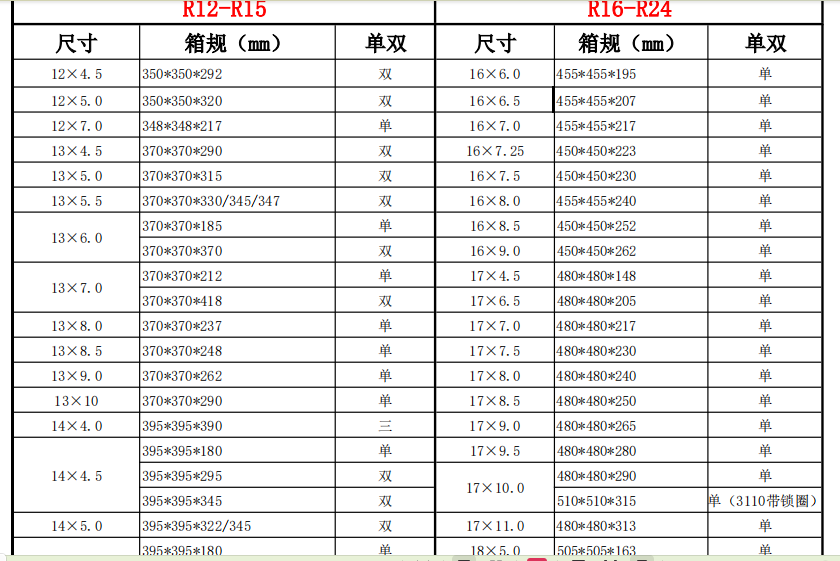 R12-R15 R16-R24
尺寸 箱规（mm） 单双 尺寸 箱规（mm） 单双
12×4.5 350*350*292 双 16×6.0 455*455*195 单
12×5.0 350*350*320 双 16×6.5 455*455*207 单
12×7.0 348*348*217 单 16×7.0 455*455*217 单
13×4.5 370*370*290 双 16×7.25 450*450*223 单
13×5.0 370*370*315 双 16×7.5 450*450*230 单
13×5.5 370*370*330/345/347 双 16×8.0 455*455*240 单
13×6.0 370*370*185 单 16×8.5 450*450*252 单
370*370*370 双 16×9.0 450*450*262 单
13×7.0 370*370*212 单 17×4.5 480*480*148 单
370*370*418 双 17×6.5 480*480*205 单
13×8.0 370*370*237 单 17×7.0 480*480*217 单
13×8.5 370*370*248 单 17×7.5 480*480*230 单
13×9.0 370*370*262 单 17×8.0 480*480*240 单
13×10 370*370*290 单 17×8.5 480*480*250 单
14×4.0 395*395*390 三 17×9.0 480*480*265 单
14×4.5 395*395*180 单 17×9.5 480*480*280 单
395*395*295 双 17×10.0 480*480*290 单
395*395*345 双 510*510*315 单（3110带锁圈）
14×5.0 395*395*322/345 双 17×11.0 480*480*313 单
395*395*180 单 18×5.0 505*505*163 单